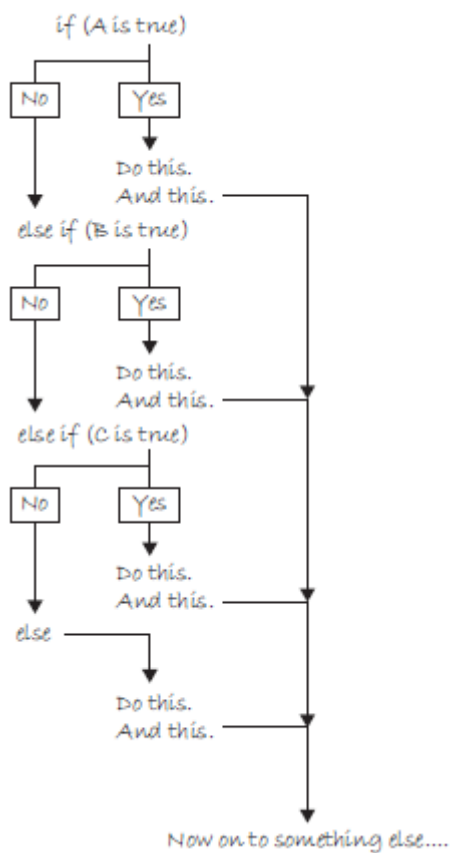 if (A is true)
No
Yes
Do this.
And this.
else if (B is true)
No
Yes
Do this.
And this.
else if (C is true)
No
Yes
Do this.
And this.
else
Do this.
And this.
Now on to something else....